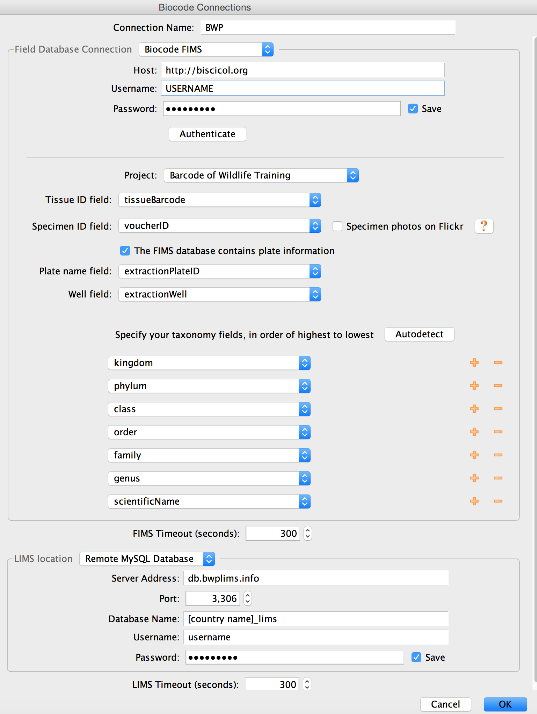 Biocode Connections
Connection Name: BWP
Field Database Connection Biocode FIMS
Host: http://biscicol.org
Username: USERNAME
Password: ●●●●●●●●● Save
Authenticate
Project: Barcode of Wildlife Training
Tissue ID field: tissueBarcode
Specimen ID field: voucherID Specimen photos on Flickr ?
The FIMS database contains plate information
Plate name field: extractionPlateID
Well field: extractionWell
Specify your taxonomy fields, in order of highest to lowest Autodetect
kingdom
phylum
class
order
family
genus
scientificName
FIMS Timeout (seconds): 300
LIMS location Remote MySQL Database
Server Address: db.bwplims.info
Port: 3,306
Database Name: [country name]_lims
Username: username
Password: ●●●●●●●●● Save
LIMS Timeout (seconds): 300
Cancel OK